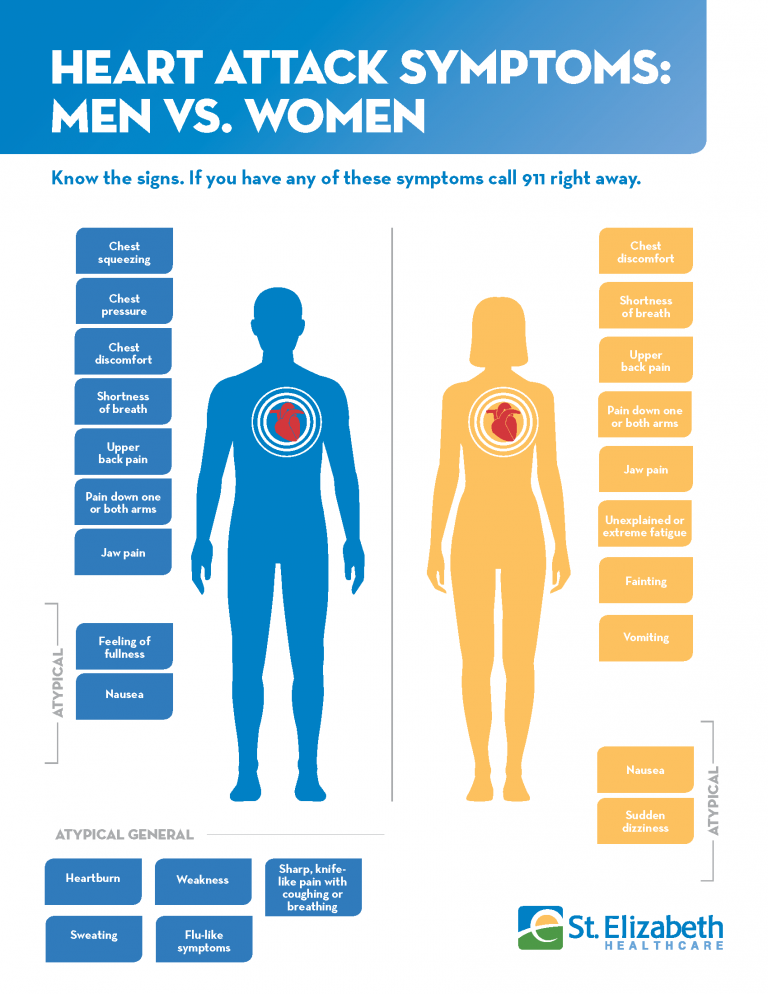 HEART ATTACK SYMPTOMS:
MEN VS. WOMEN
Know the signs. If you have any of these symptoms call 911 right away.
Chest
squeezing
Chest
pressure
Chest
discomfort
Shortness
of breath
Upper
back pain
Pain down one
or both arms
Jaw pain
ATYPICAL
Feeling of
fullness
Nausea
Chest
discomfort
Shortness
of breath
Upper
back pain
Pain down one
or both arms
Jaw pain
Unexplained or
extreme fatigue
Fainting
Vomiting
Nausea
Sudden
dizziness
ATYPICAL
ATYPICAL GENERAL
Heartburn
Weakness
Sharp, knife-
like pain with
coughing or
breathing
Sweating
Flu-like
symptoms
St. Elizabeth
HEALTHCARE